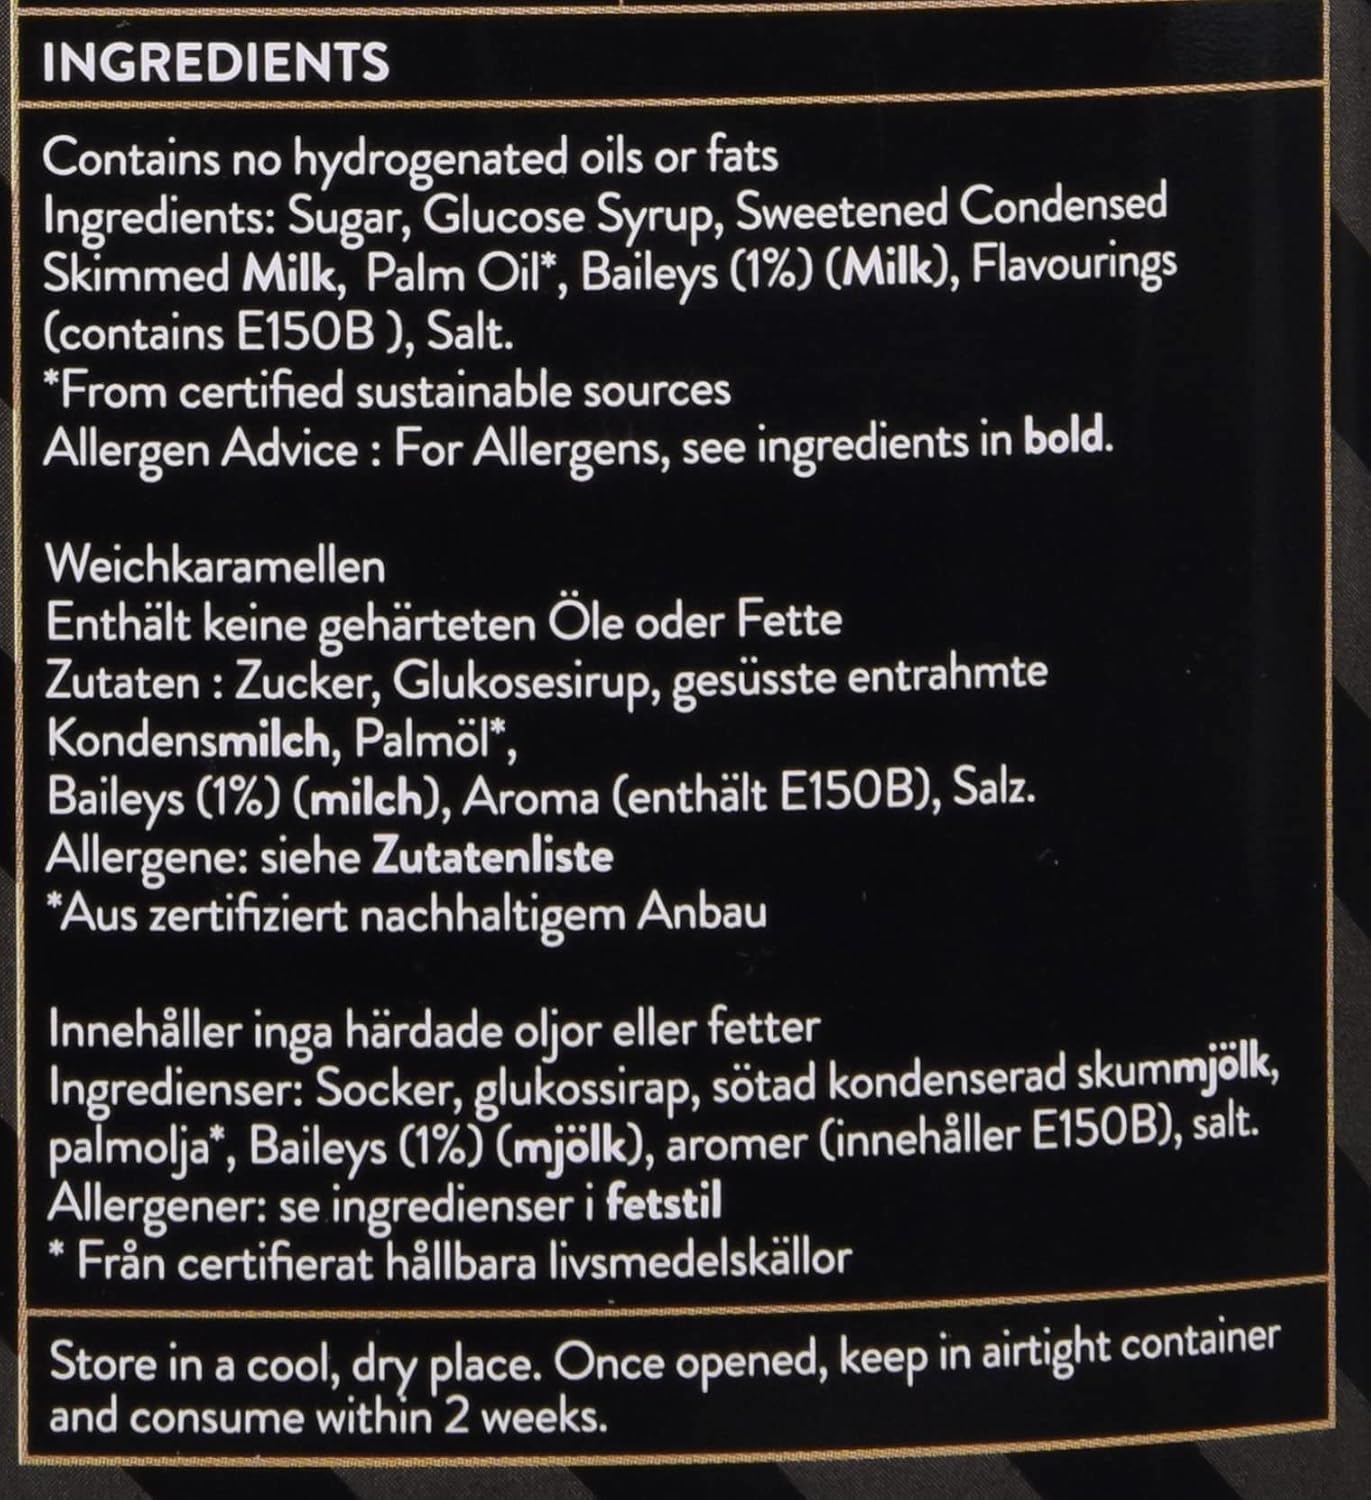 INGREDIENTS
Contains no hydrogenated oils or fats
Ingredients: Sugar, Glucose Syrup, Sweetened Condensed
Skimmed Milk, Palm Oil*, Baileys (1%) (Milk), Flavourings
(contains E150B ), Salt.
*From certified sustainable sources
Allergen Advice : For Allergens, see ingredients in bold.
Weichkaramellen
Enthält keine gehärteten Öle oder Fette
Zutaten : Zucker, Glukosesirup, gesüsste entrahmte
Kondensmilch, Palmöl*,
Baileys (1%) (milch), Aroma (enthält E150B), Salz.
Allergene: siehe Zutatenliste
*Aus zertifiziert nachhaltigem Anbau
Innehåller inga härdade oljor eller fetter
Ingredienser: Socker, glukossirap, sötad kondenserad skummjölk,
palmolja*, Baileys (1%) (mjölk), aromer (innehåller E150B), salt.
Allergener: se ingredienser i fetstil
* Från certifierat hållbara livsmedelskällor
Store in a cool, dry place. Once opened, keep in airtight container
and consume within 2 weeks.